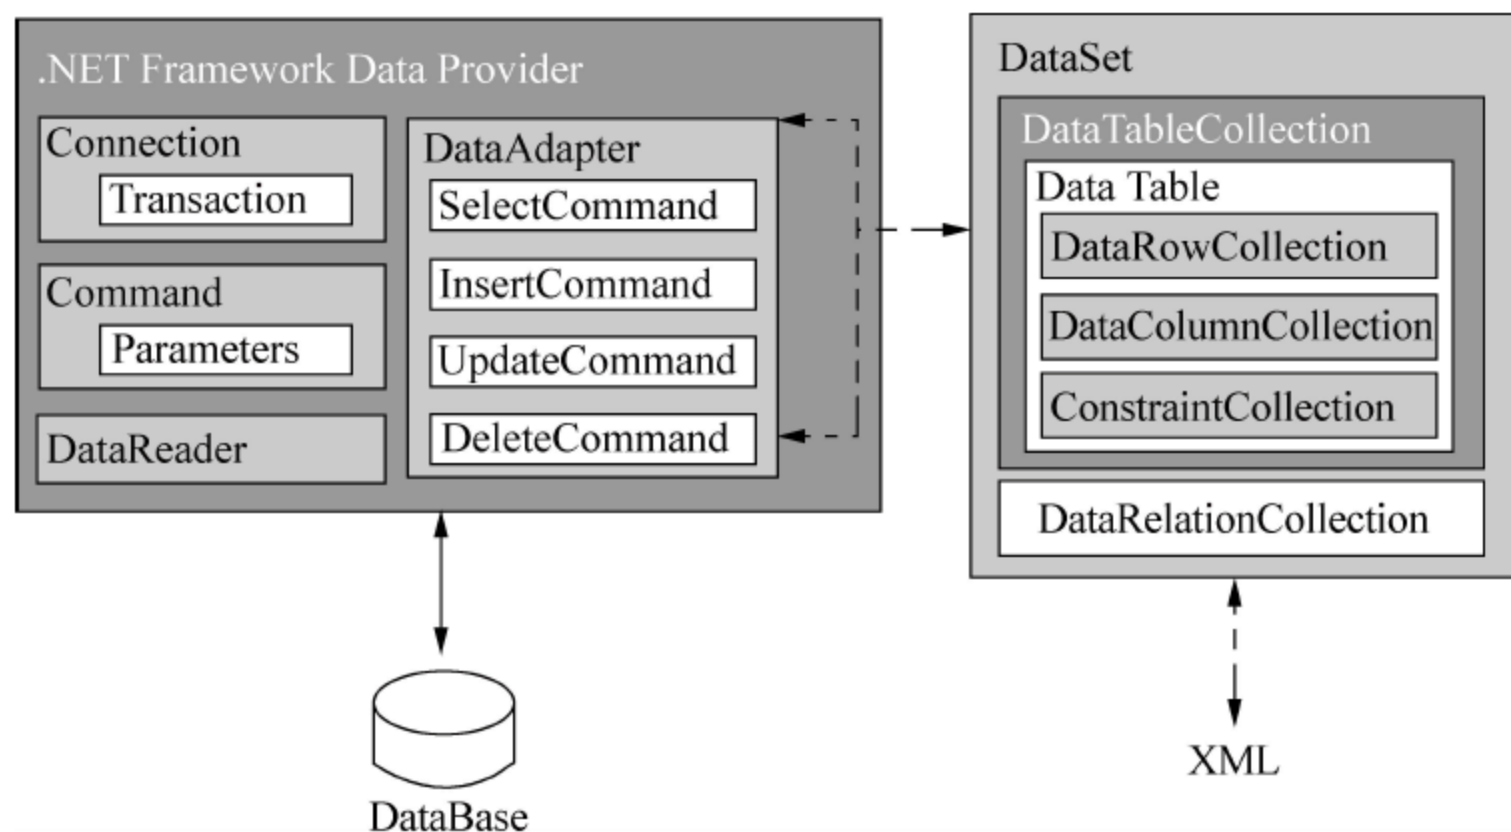 .NET Framework Data Provider
Connection
Transaction
Command
Parameters
DataReader
DataAdapter
SelectCommand
InsertCommand
UpdateCommand
DeleteCommand
DataBase
DataSet
DataTableCollection
Data Table
DataRowCollection
DataColumnCollection
ConstraintCollection
DataRelationCollection
XML